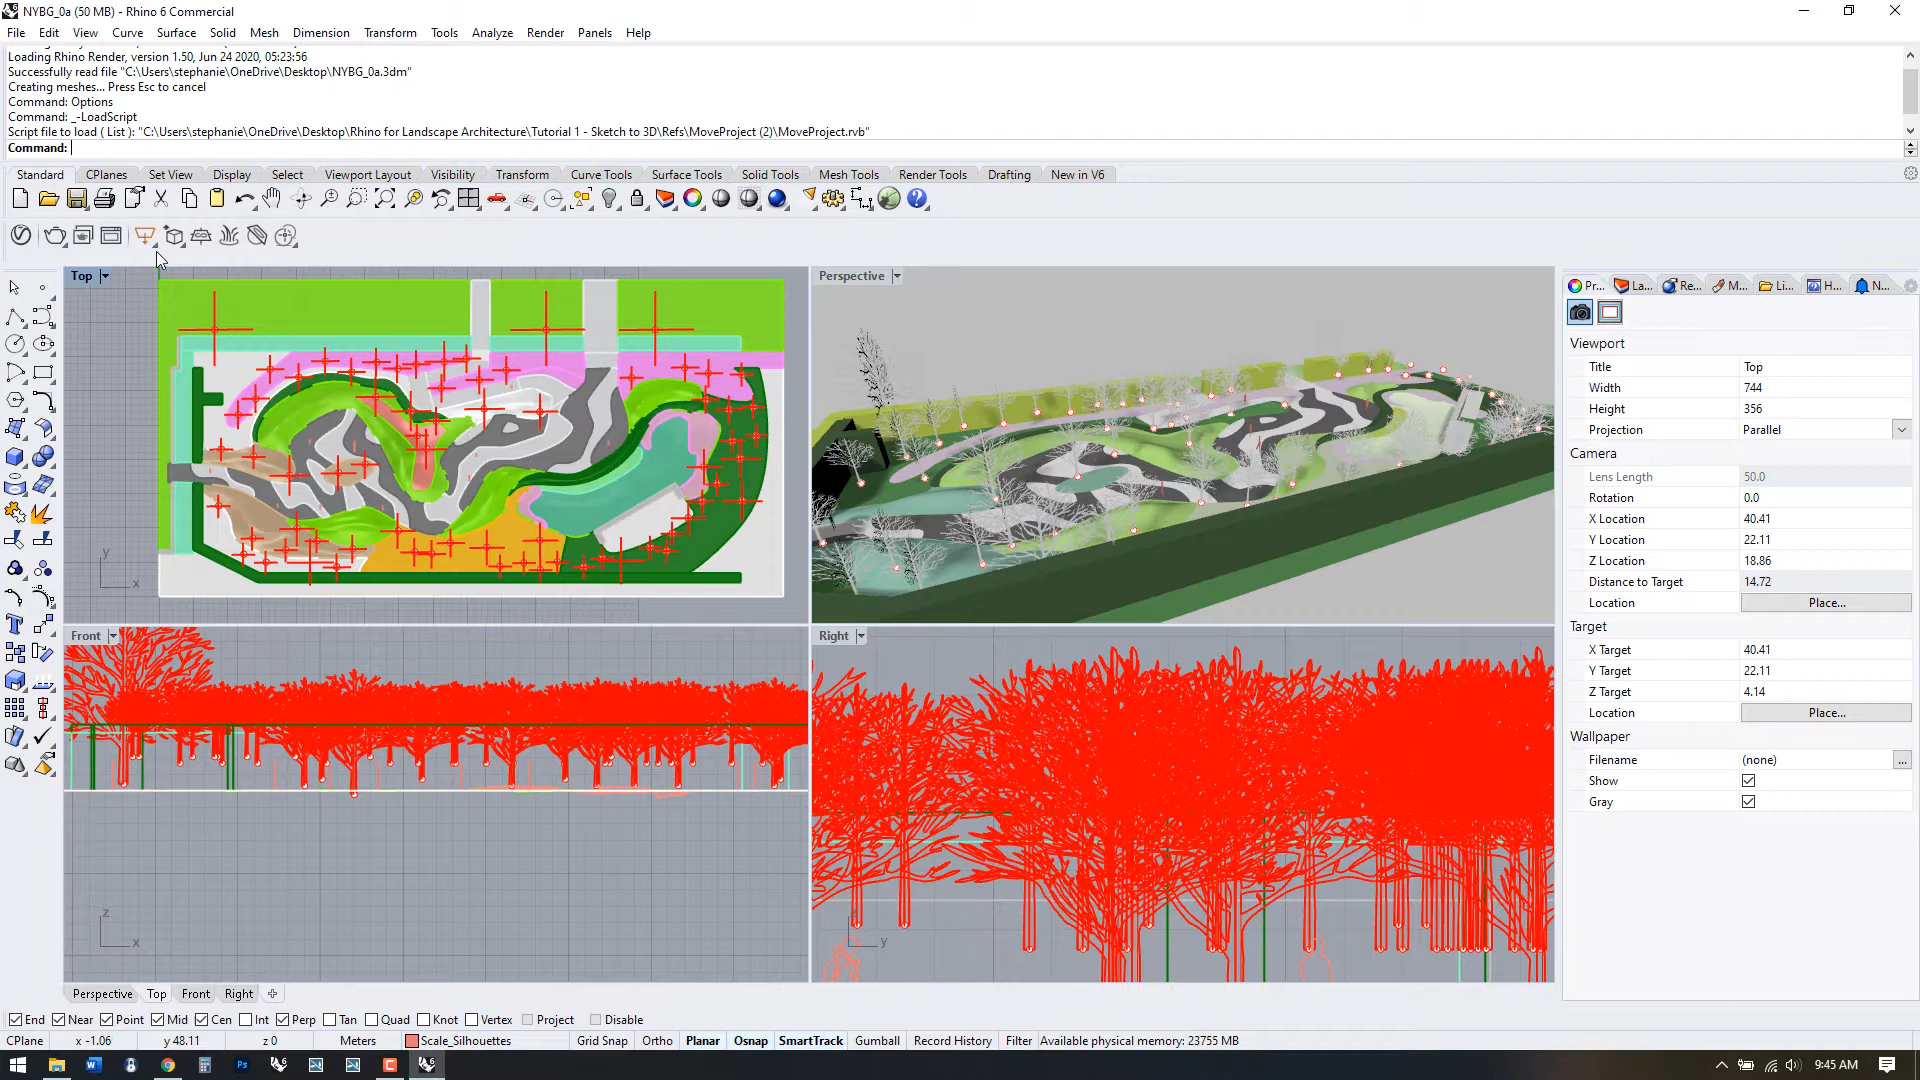 NYBG_0a (50 MB) - Rhino 6 Commercial
File Edit View Curve Surface Solid Mesh Dimension Transform Tools Analyze Render Panels Help
Loading Rhino Render, version 1.50, Jun 24 2020, 05:23:56
Successfully read file "C:\Users\stephanie\OneDrive\Desktop\NYBG_0a.3dm"
Creating meshes... Press Esc to cancel
Command: Options
Command: _-LoadScript
Script file to load ( List ): "C:\Users\stephanie\OneDrive\Desktop\Rhino for Landscape Architecture\Tutorial 1 - Sketch to 3D\Refs\MoveProject (2)\MoveProject.rvb"
Command:
Standard CPlanes Set View Display Select Viewport Layout Visibility Transform Curve Tools Surface Tools Solid Tools Mesh Tools Render Tools Drafting New in V6
Top
Perspective
Pr... La... Re... M... Li... H... N...
Viewport
Title Top
Width 744
Height 356
Projection Parallel
Camera
Lens Length 50.0
Rotation 0.0
X Location 40.41
Y Location 22.11
Z Location 18.86
Distance to Target 14.72
Location Place...
Target
X Target 40.41
Y Target 22.11
Z Target 4.14
Location Place...
Wallpaper
Filename (none) ...
Show
Gray
y
x
Front
Right
z
x
y
Perspective Top Front Right
End Near Point Mid Cen Int Perp Tan Quad Knot Vertex Project Disable
CPlane x -1.06 y 48.11 z 0 Meters Scale_Silhouettes Grid Snap Ortho Planar Osnap SmartTrack Gumball Record History Filter Available physical memory: 23755 MB
9:45 AM